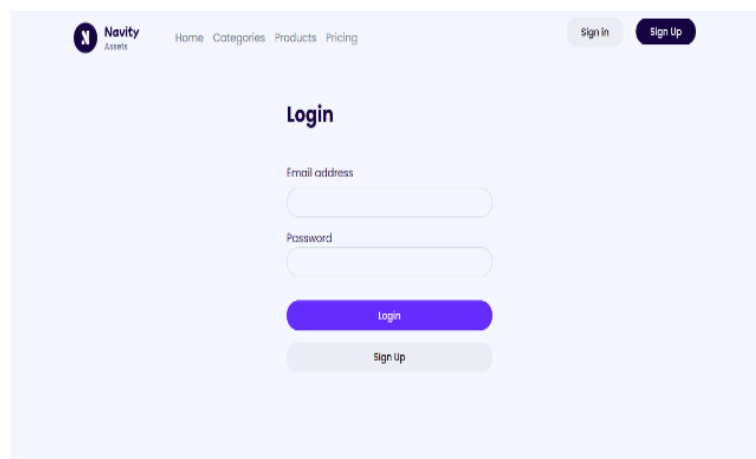 Navity
Assets
Home Categories Products Pricing
Sign in
Sign Up
Login
Email address
Password
Login
Sign Up